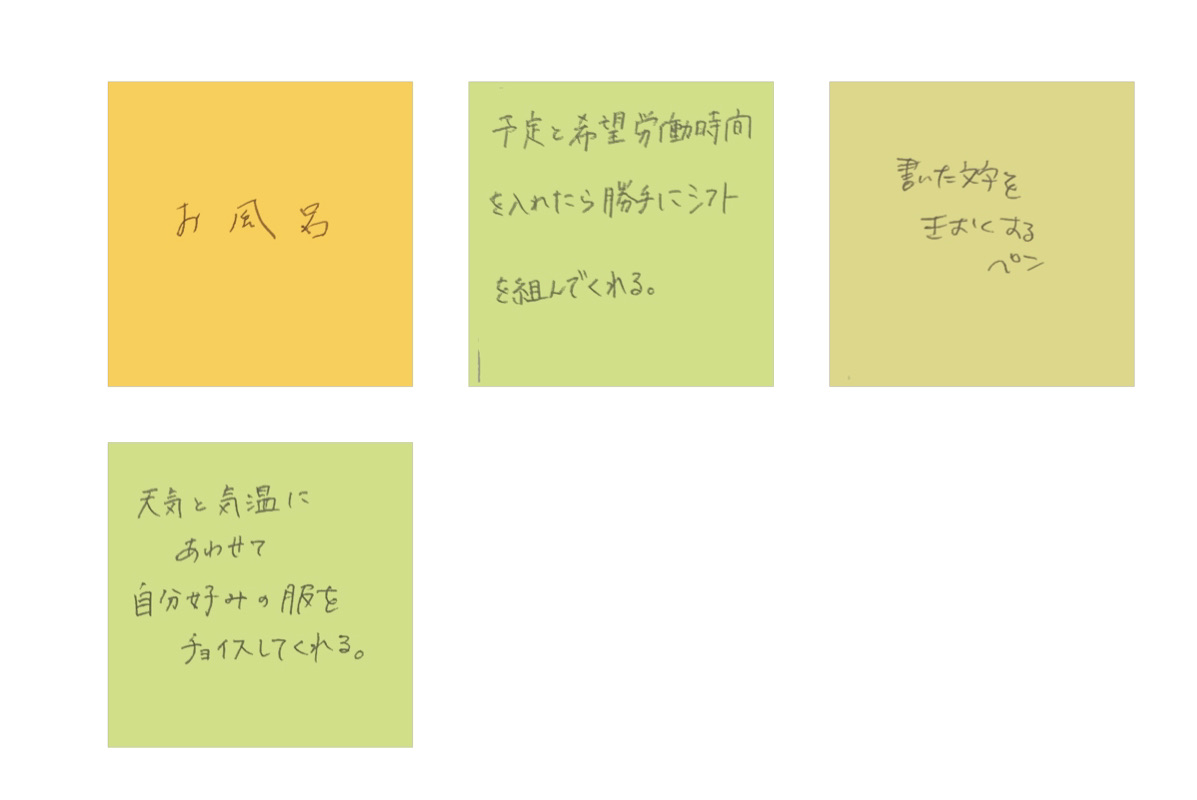 お風呂
予定と希望労働時間
を入れたら勝手にシフト
を組んでくれる。
書いた文字を
きおくする
ペン
天気と気温に
あわせて
自分好みの服を
チョイスしてくれる。